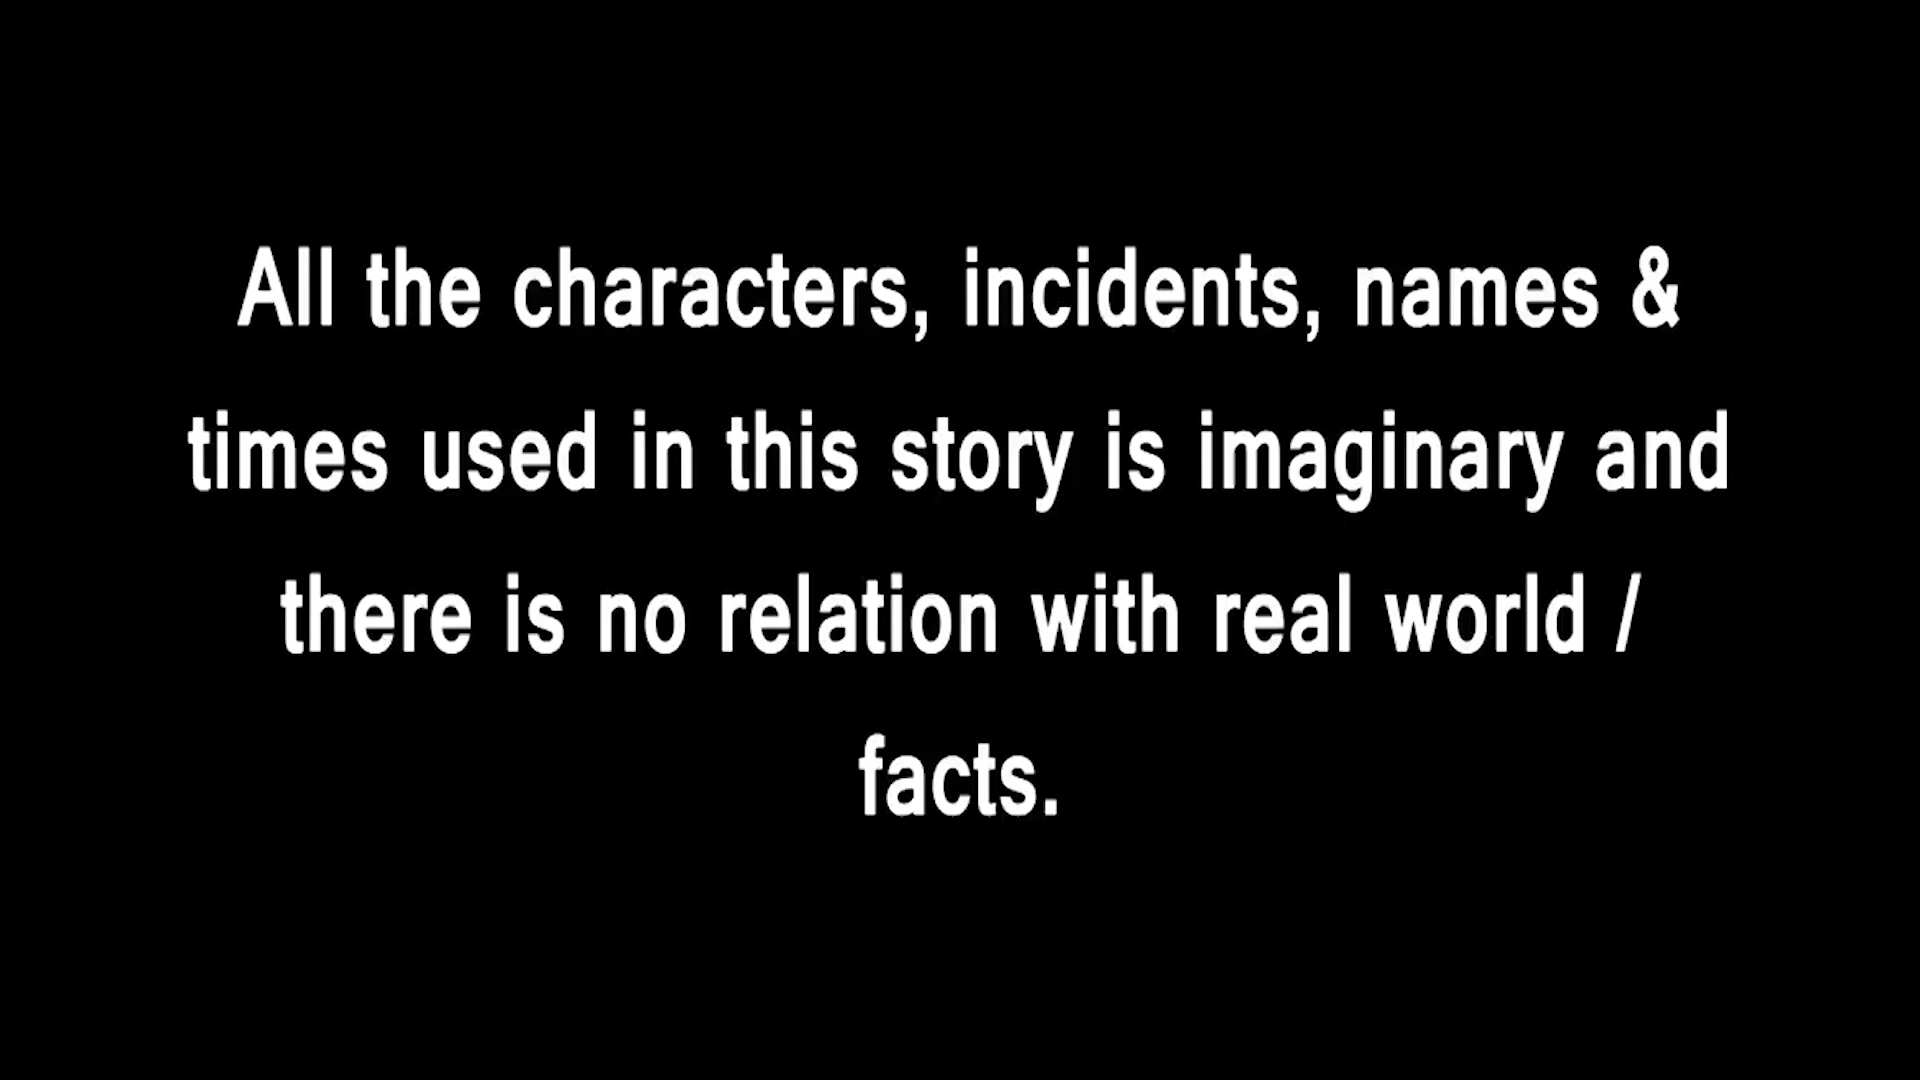 All the characters, incidents, names &
times used in this story is imaginary and
there is no relation with real world /
facts.